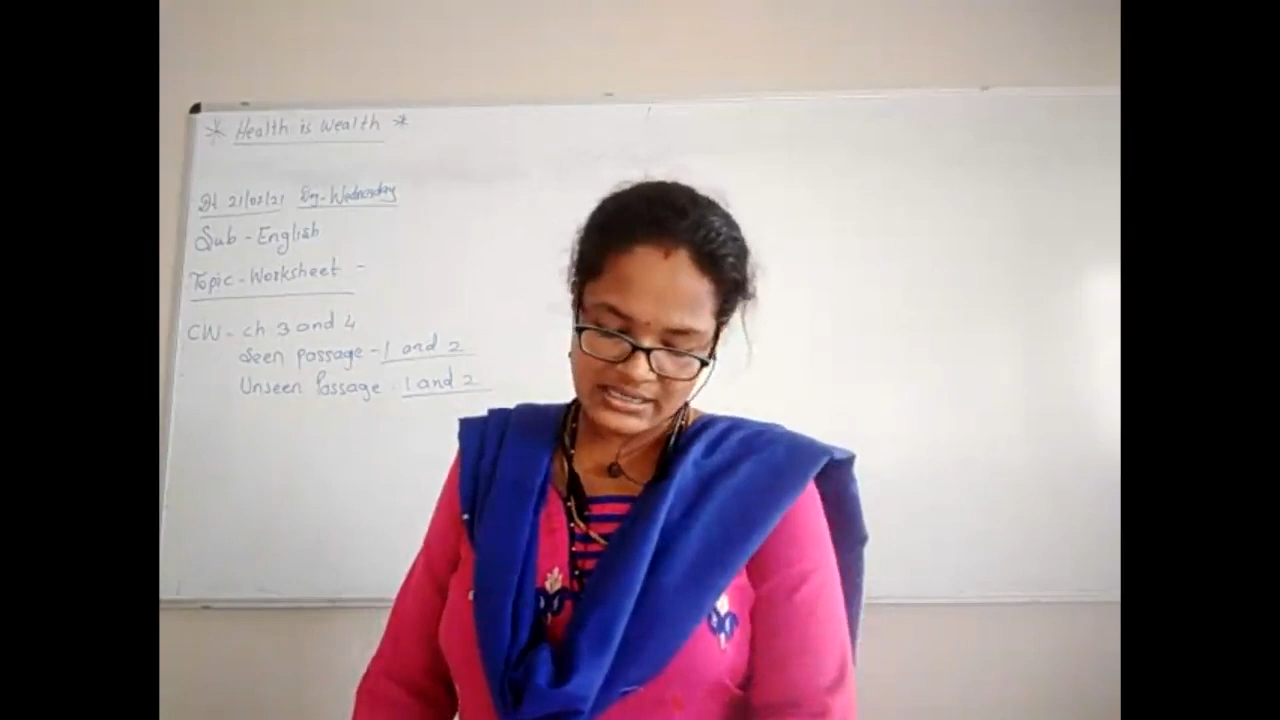 * Health is Wealth *
Dt 21/07/21 Day-Wednesday
Sub - English
Topic - Worksheet -
CW - ch 3 and 4
Seen passage - 1 and 2
Unseen Passage 1 and 2